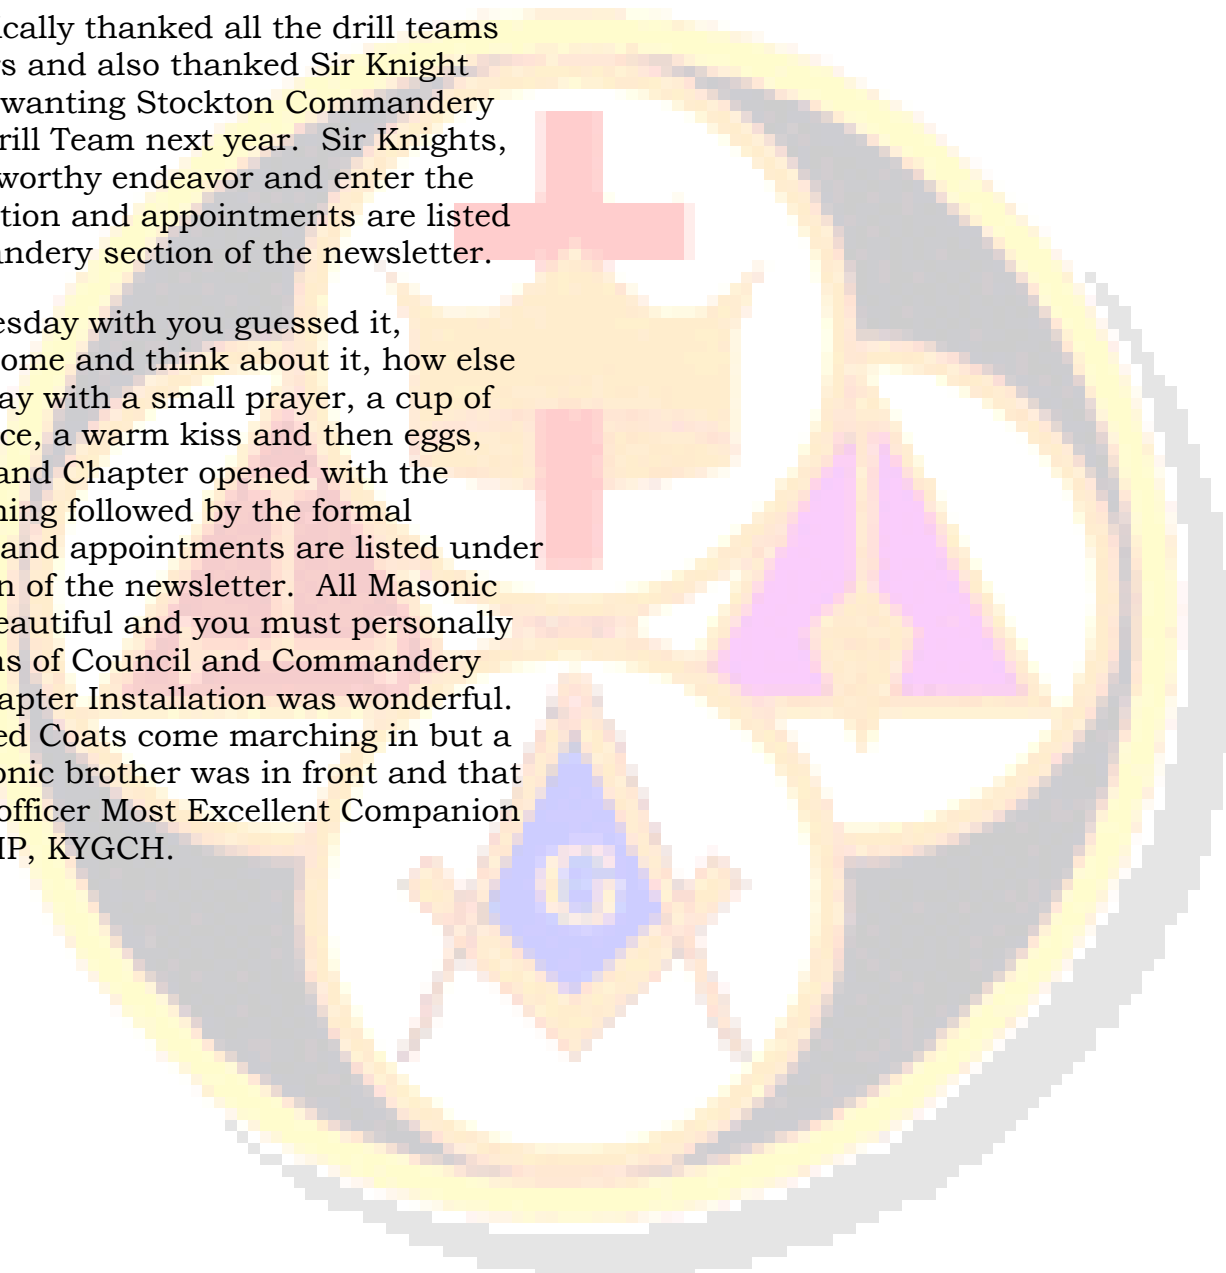 ically thanked all the drill teams
s and also thanked Sir Knight
wanting Stockton Commandery
rill Team next year.  Sir Knights,
worthy endeavor and enter the
tion and appointments are listed
andery section of the newsletter.
esday with you guessed it,
ome and think about it, how else
ay with a small prayer, a cup of
ce, a warm kiss and then eggs,
and Chapter opened with the
ning followed by the formal
and appointments are listed under
n of the newsletter.  All Masonic
eautiful and you must personally
ns of Council and Commandery
apter Installation was wonderful.
ed Coats come marching in but a
onic brother was in front and that
officer Most Excellent Companion
IP, KYGCH.
G